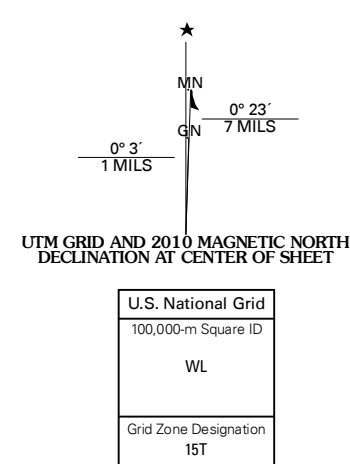 ★
MN
0° 23´
7 MILS
GN
0° 3´
1 MILS
UTM GRID AND 2010 MAGNETIC NORTH
DECLINATION AT CENTER OF SHEET
U.S. National Grid
100,000-m Square ID
WL
Grid Zone Designation
15T